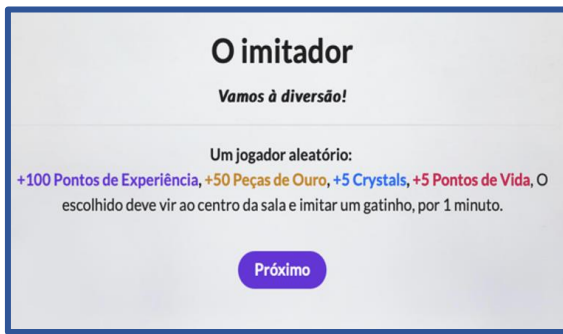 O imitador
Vamos à diversão!
Um jogador aleatório:
+100 Pontos de Experiência, +50 Peças de Ouro, +5 Crystals, +5 Pontos de Vida, O
escolhido deve vir ao centro da sala e imitar um gatinho, por 1 minuto.
Próximo